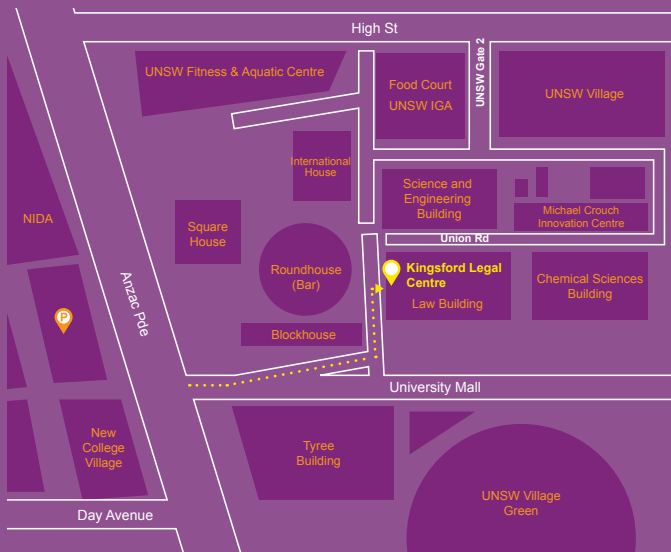 High St
UNSW Fitness & Aquatic Centre
Food Court
UNSW IGA
UNSW Gate 2
UNSW Village
International
House
Science and
Engineering
Building
Michael Crouch
Innovation Centre
NIDA
Square
House
Union Rd
Roundhouse
(Bar)
Kingsford Legal
Centre
Law Building
Chemical Sciences
Building
Anzac Pde
P
Blockhouse
University Mall
New
College
Village
Tyree
Building
UNSW Village
Green
Day Avenue